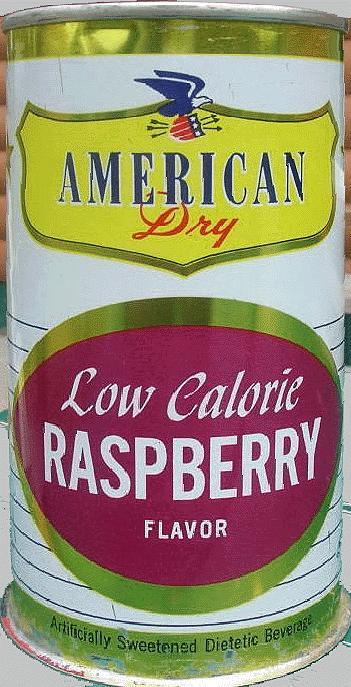 AMERICAN
Dry
Low Calorie
RASPBERRY
FLAVOR
Artificially Sweetened Dietetic Beverage